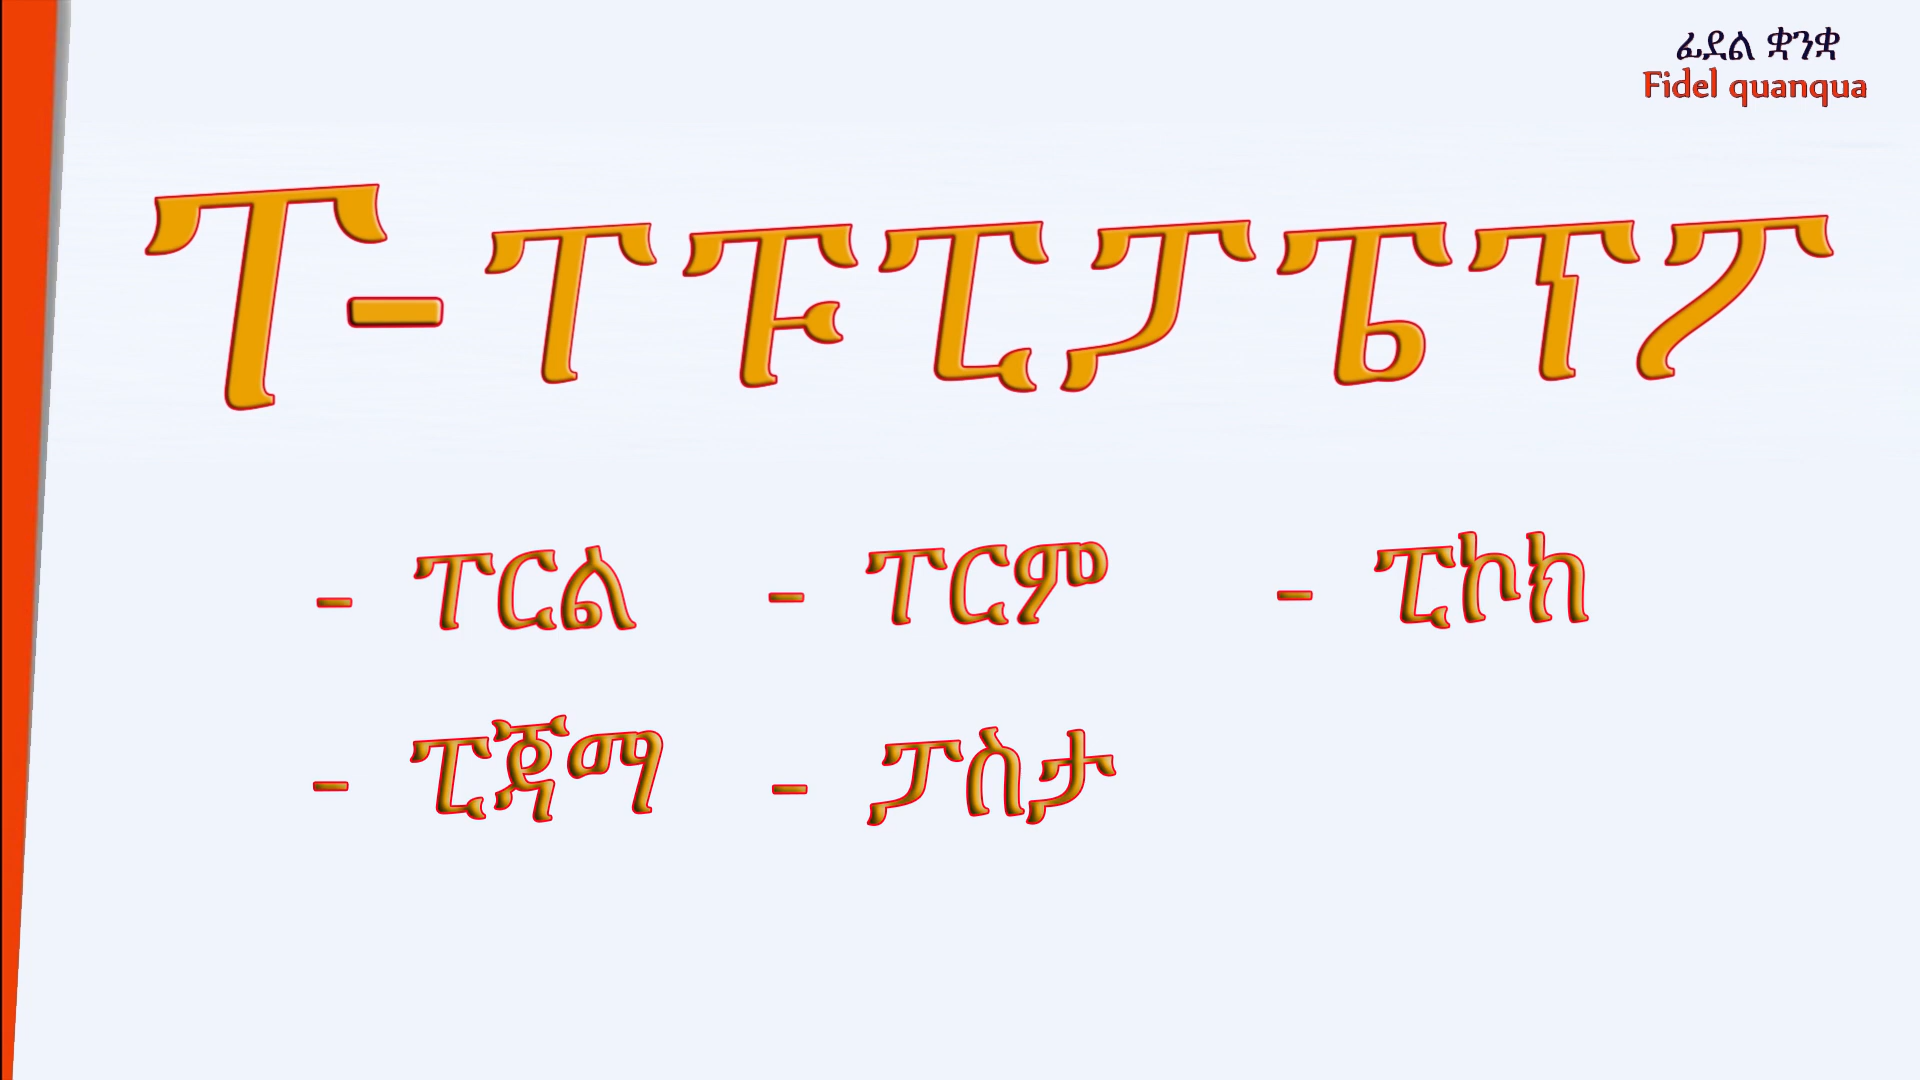 ፊደል ቋንቋ
Fidel quanqua
ፐ- ፐ ፑ ፒ ፓ ፔ ፕ ፖ
- ፐርል - ፐርም - ፒኮክ
- ፒጃማ - ፓስታ